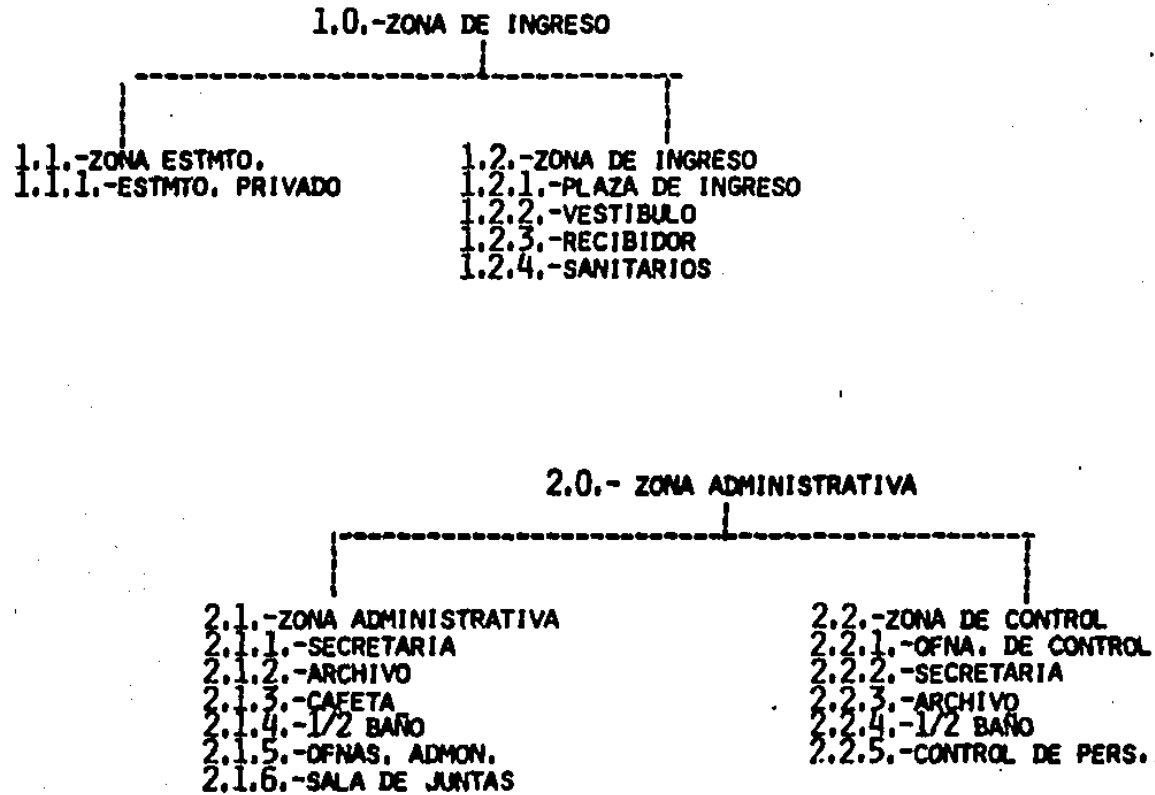 1.0.-ZONA DE INGRESO
1.1.-ZONA ESTMTO.
1.1.1.-ESTMTO. PRIVADO
1.2.-ZONA DE INGRESO
1.2.1.-PLAZA DE INGRESO
1.2.2.-VESTIBULO
1.2.3.-RECIBIDOR
1.2.4.-SANITARIOS
2.0.- ZONA ADMINISTRATIVA
2.1.-ZONA ADMINISTRATIVA
2.1.1.-SECRETARIA
2.1.2.-ARCHIVO
2.1.3.-CAFETA
2.1.4.-1/2 BAÑO
2.1.5.-OFNAS. ADMON.
2.1.6.-SALA DE JUNTAS
2.2.-ZONA DE CONTROL
2.2.1.-OFNA. DE CONTROL
2.2.2.-SECRETARIA
2.2.3.-ARCHIVO
2.2.4.-1/2 BAÑO
2.2.5.-CONTROL DE PERS.